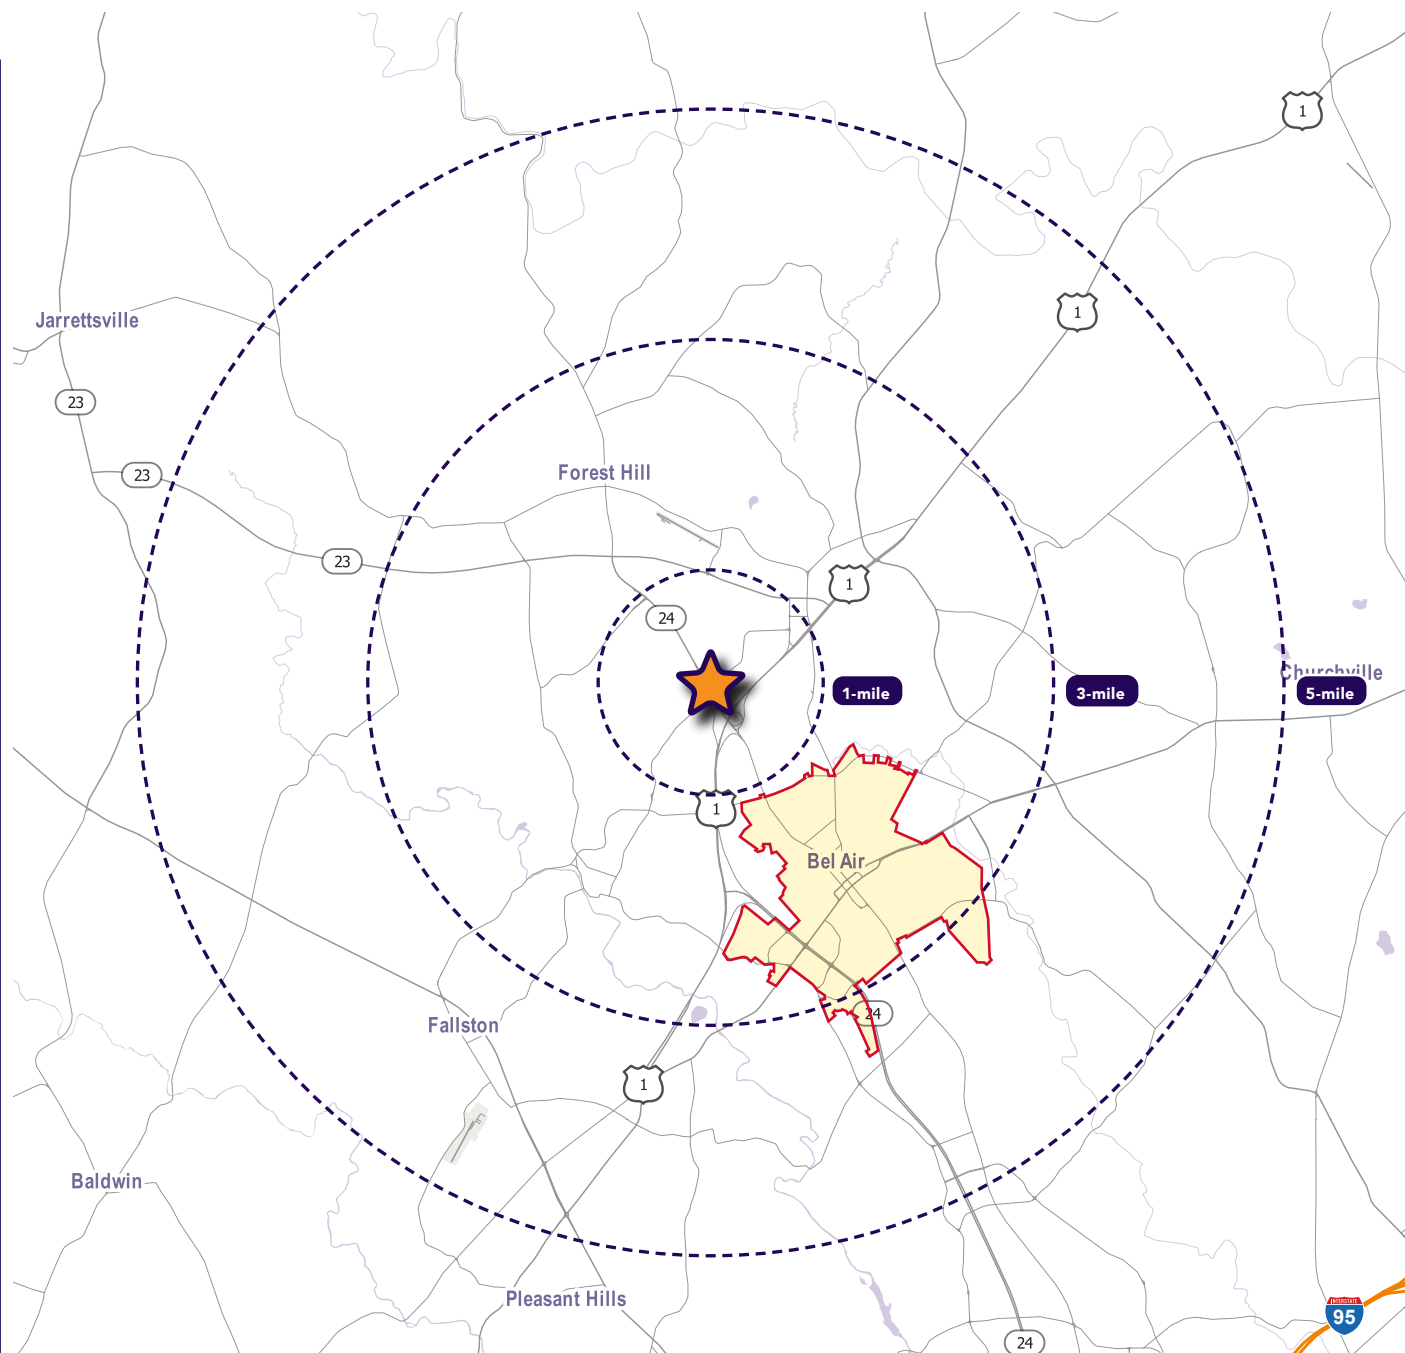 1
1
Jarrettsville
23
23
Forest Hill
23
1
24
Churchville
1-mile
3-mile
5-mile
1
Bel Air
24
Fallston
1
Baldwin
Pleasant Hills
INTERSTATE
95
24